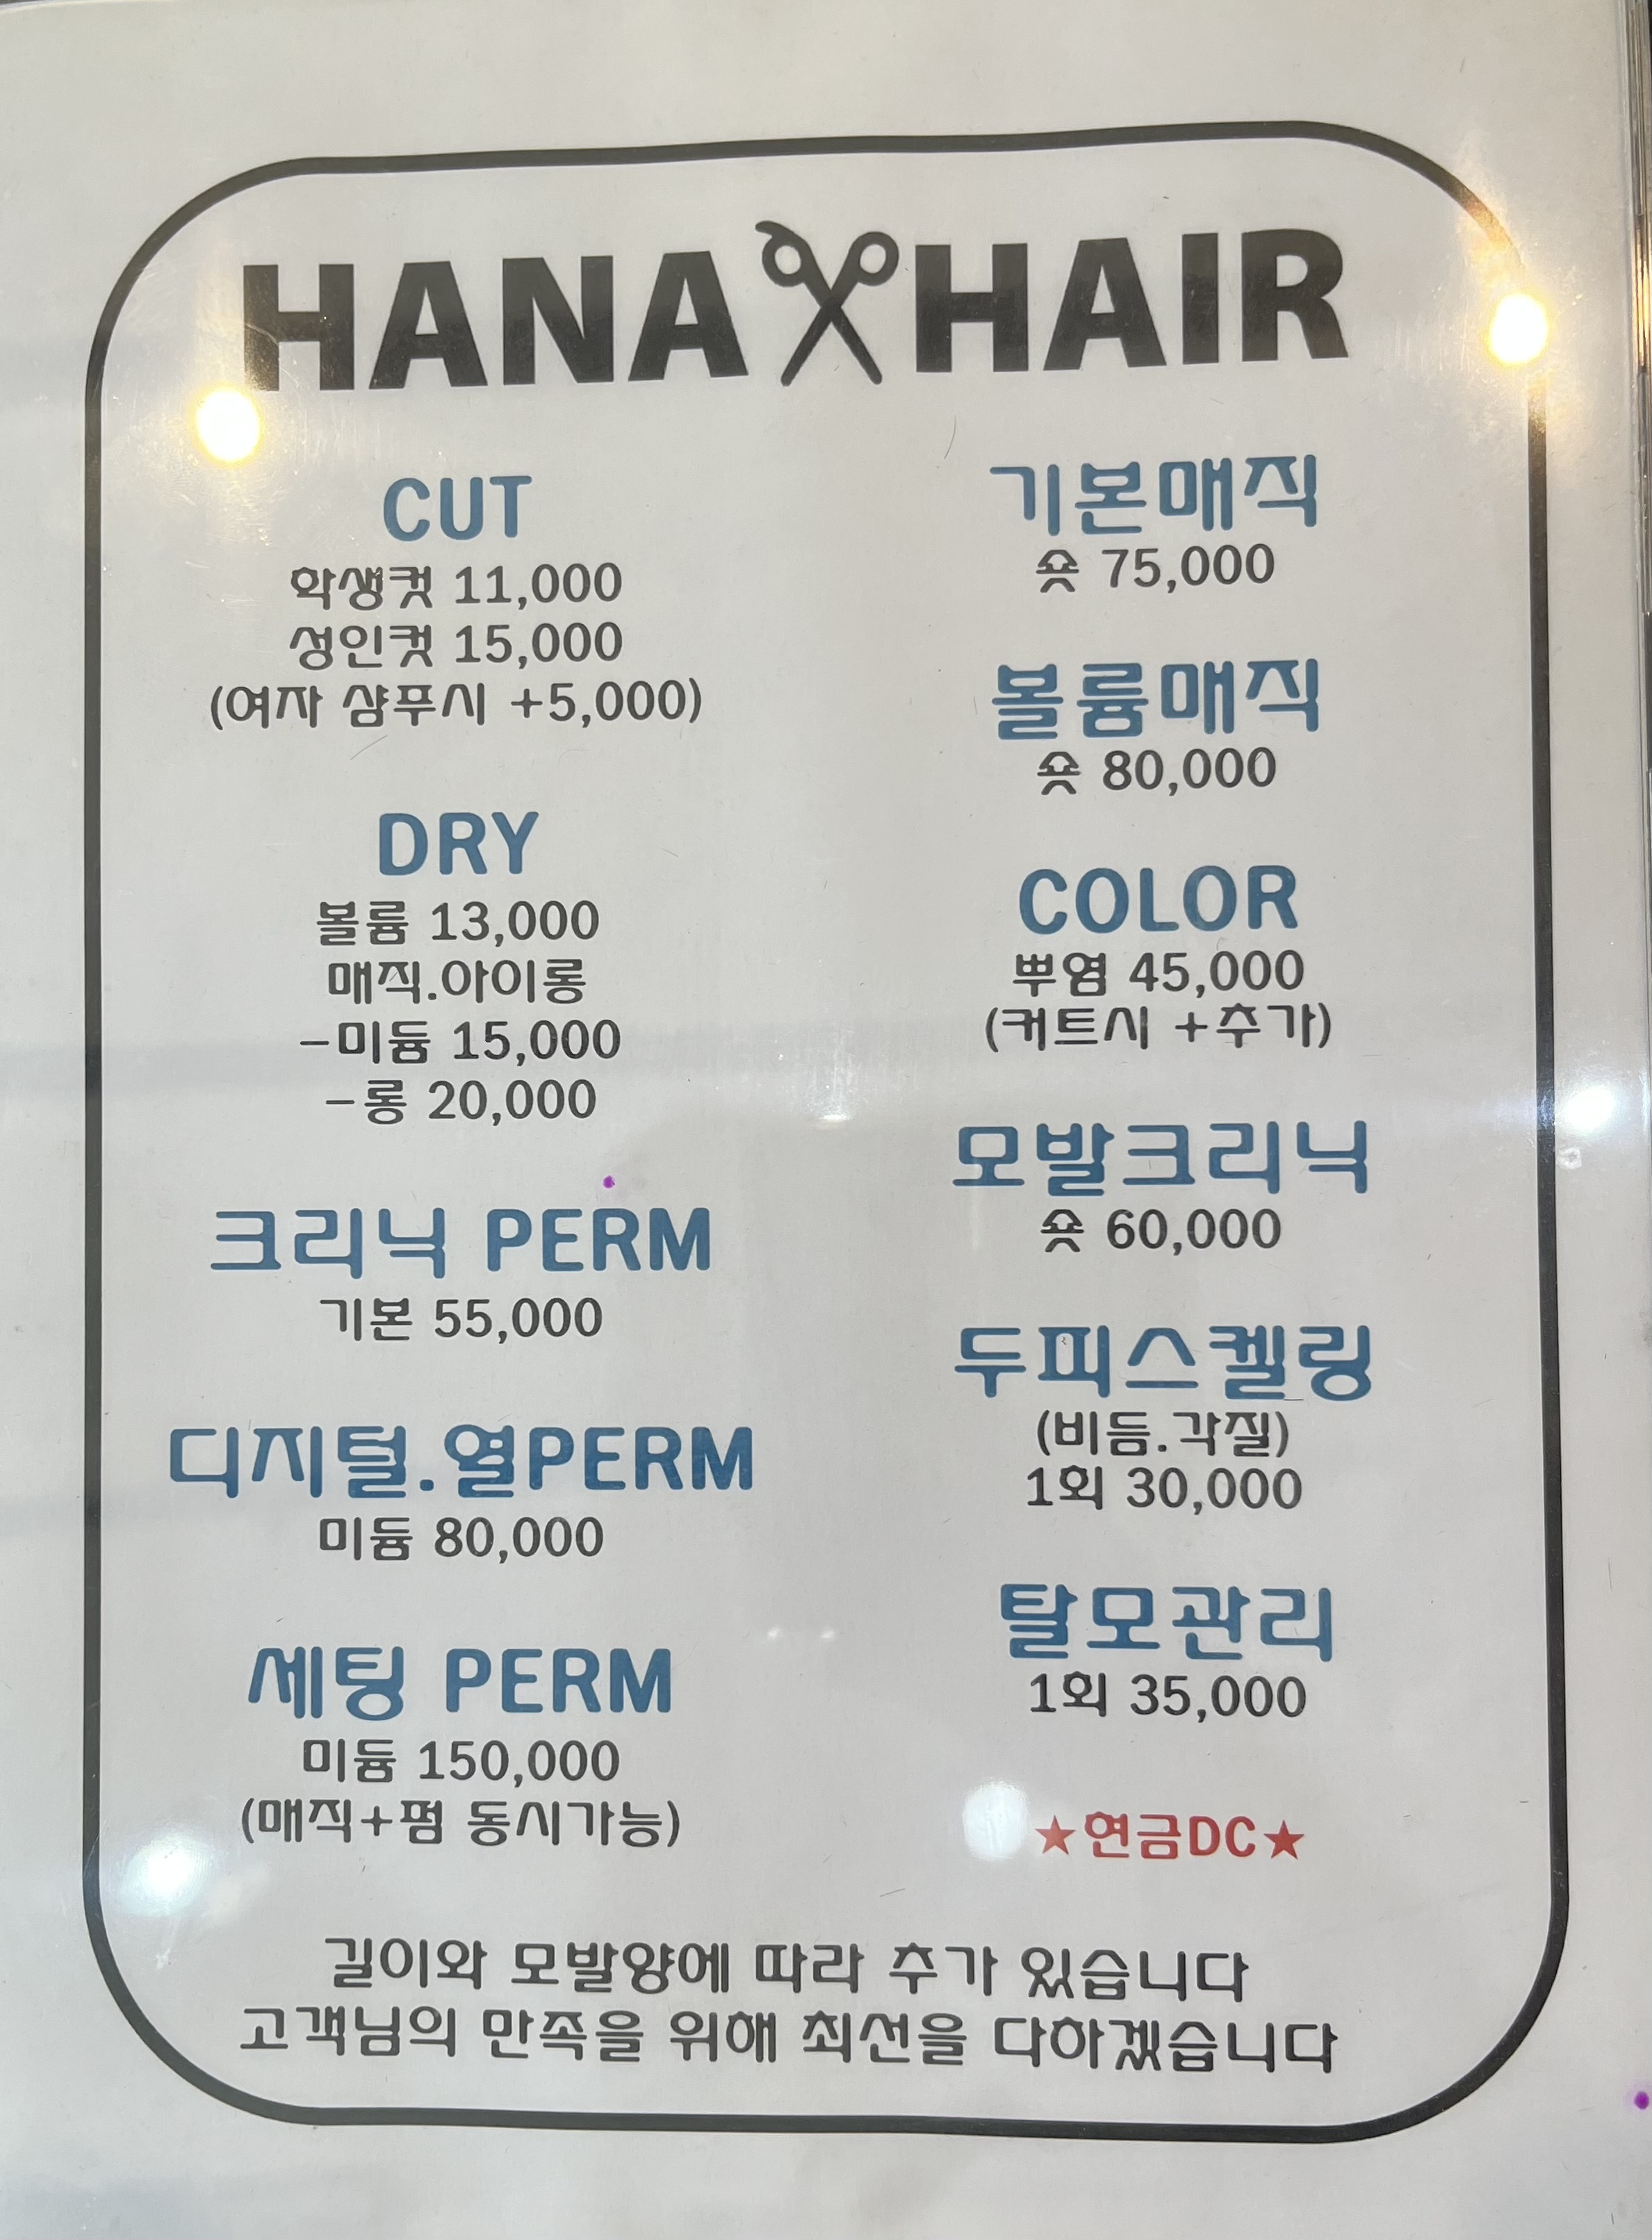 HANA HAIR
CUT
학생컷 11,000
성인컷 15,000
(여자 샴푸시 +5,000)
DRY
볼륨 13,000
매직.아이롱
-미듐 15,000
-롱 20,000
크리닉 PERM
기본 55,000
디지털.열PERM
미듐 80,000
세팅 PERM
미듐 150,000
(매직+펌 동시가능)
기본매직
숏 75,000
볼륨매직
숏 80,000
COLOR
뿌염 45,000
(커트시 +추가)
모발크리닉
숏 60,000
두피스켈링
(비듬.각질)
1회 30,000
탈모관리
1회 35,000
★현금DC★
길이와 모발양에 따라 추가 있습니다
고객님의 만족을 위해 최선을 다하겠습니다